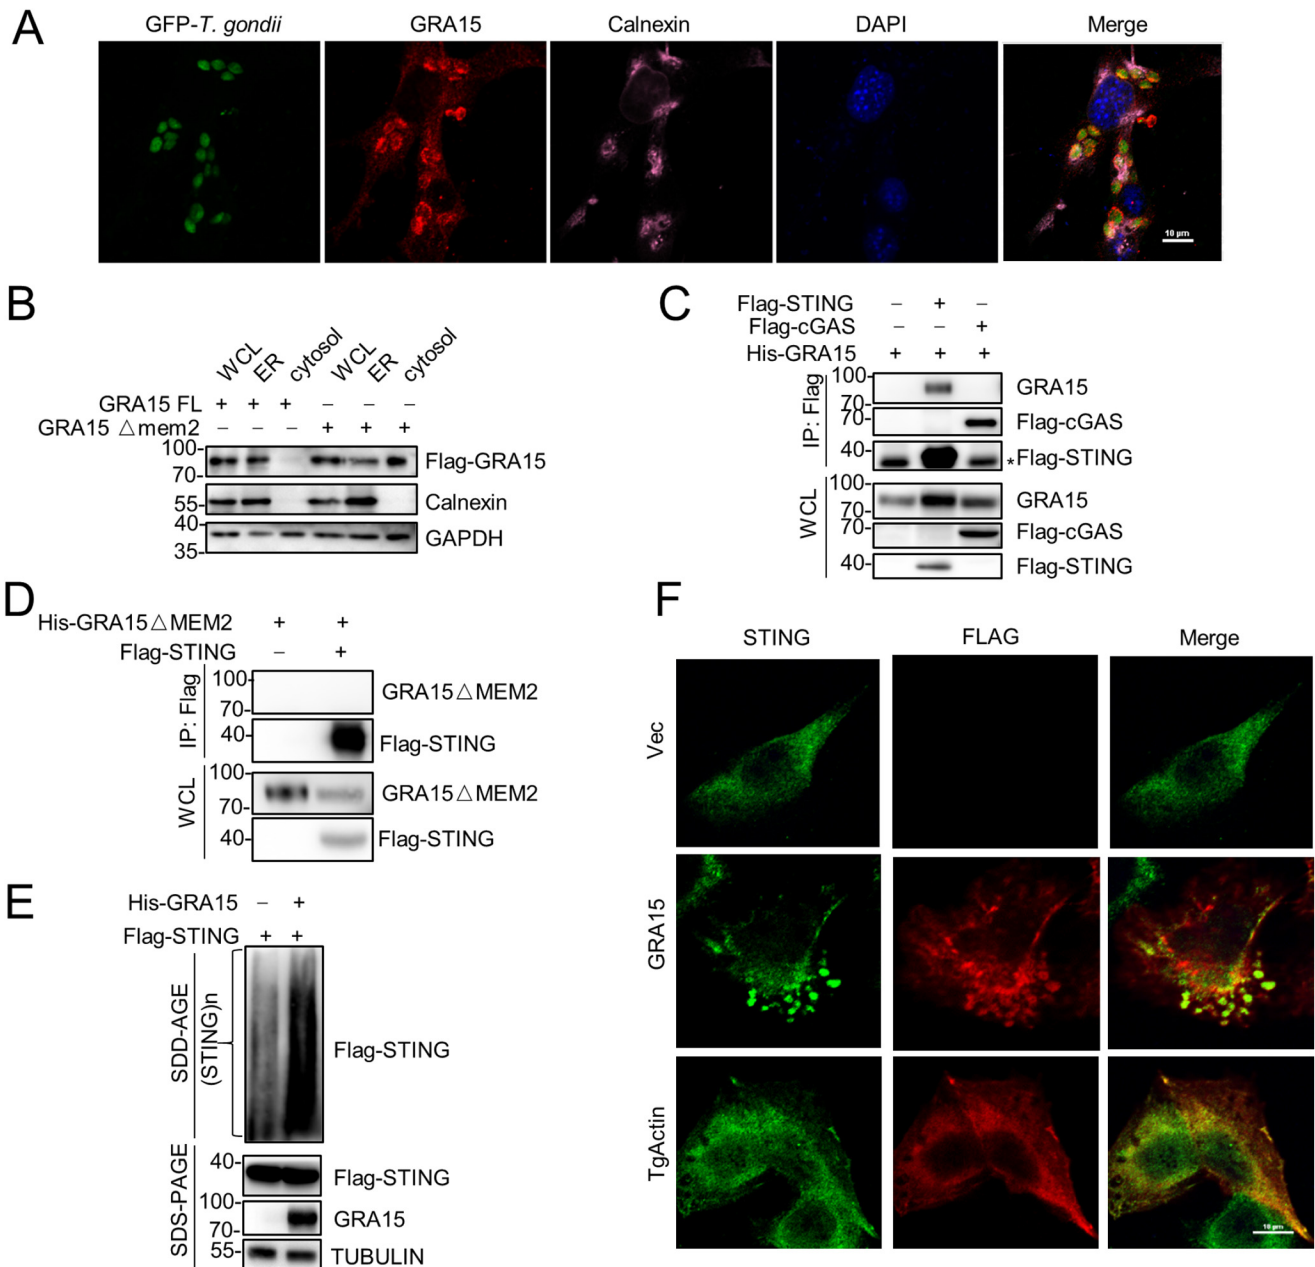 A
GFP-T. gondii GRA15 Calnexin DAPI Merge
10 μm
B
WCL ER cytosol WCL ER cytosol
GRA15 FL + + + – – –
GRA15 △mem2 – – – + + +
100-
70-
Flag-GRA15
55-
Calnexin
40-
35-
GAPDH
C
Flag-STING – + –
Flag-cGAS – – +
His-GRA15 + + +
IP: Flag
100-
70-
GRA15
70-
Flag-cGAS
40-
*Flag-STING
WCL
100-
70-
GRA15
70-
Flag-cGAS
40-
Flag-STING
D
His-GRA15△MEM2 + +
Flag-STING – +
IP: Flag
100-
70-
GRA15△MEM2
40-
Flag-STING
WCL
100-
70-
GRA15△MEM2
40-
Flag-STING
E
His-GRA15 – +
Flag-STING + +
SDD-AGE
(STING)n
Flag-STING
SDS-PAGE
40-
Flag-STING
100-
70-
GRA15
55-
TUBULIN
F
STING FLAG Merge
Vec
GRA15
TgActin
10 μm